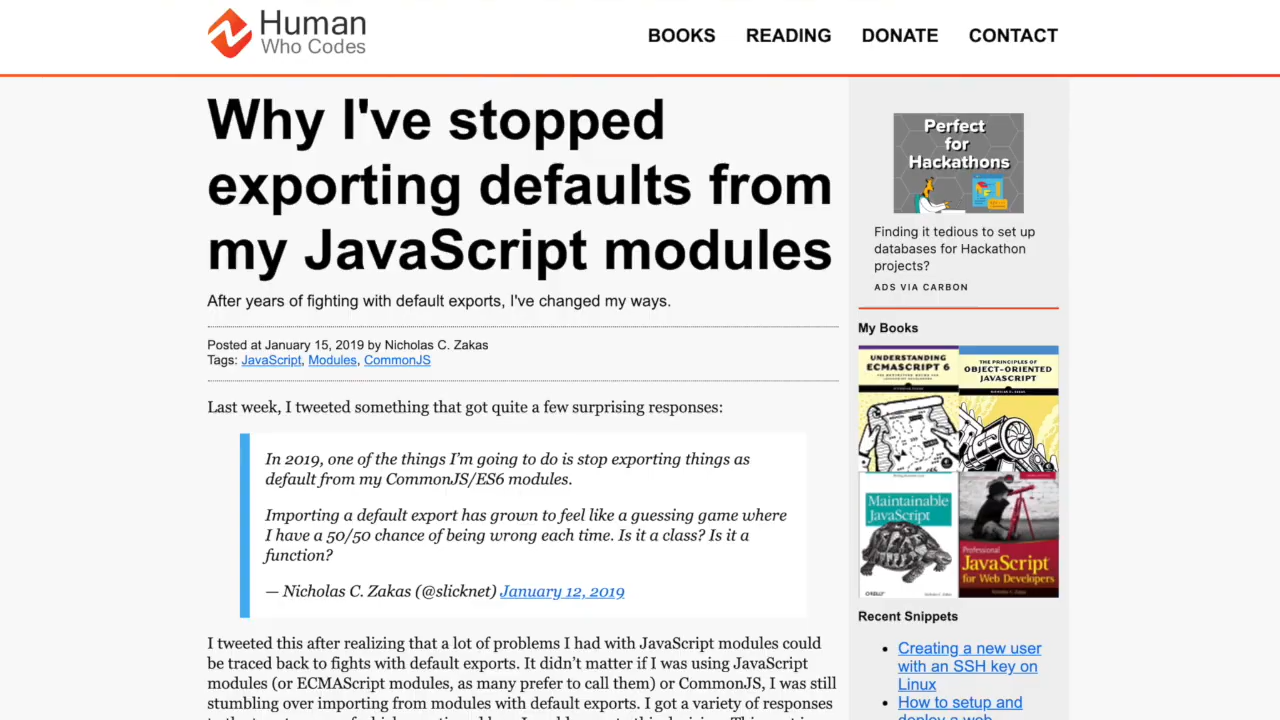 Human
Who Codes
BOOKS READING DONATE CONTACT
Why I've stopped
exporting defaults from
my JavaScript modules
After years of fighting with default exports, I've changed my ways.
Posted at January 15, 2019 by Nicholas C. Zakas
Tags: JavaScript, Modules, CommonJS
Last week, I tweeted something that got quite a few surprising responses:
In 2019, one of the things I'm going to do is stop exporting things as
default from my CommonJS/ES6 modules.
Importing a default export has grown to feel like a guessing game where
I have a 50/50 chance of being wrong each time. Is it a class? Is it a
function?
— Nicholas C. Zakas (@slicknet) January 12, 2019
I tweeted this after realizing that a lot of problems I had with JavaScript modules could
be traced back to fights with default exports. It didn't matter if I was using JavaScript
modules (or ECMAScript modules, as many prefer to call them) or CommonJS, I was still
stumbling over importing from modules with default exports. I got a variety of responses
Perfect
for
Hackathons
Finding it tedious to set up
databases for Hackathon
projects?
ADS VIA CARBON
My Books
UNDERSTANDING
ECMASCRIPT 6
THE PRINCIPLES OF
OBJECT-ORIENTED
JAVASCRIPT
Maintainable
JavaScript
O'REILLY
Professional
JavaScript
for Web Developers
Recent Snippets
Creating a new user
with an SSH key on
Linux
How to setup and
deploy a web